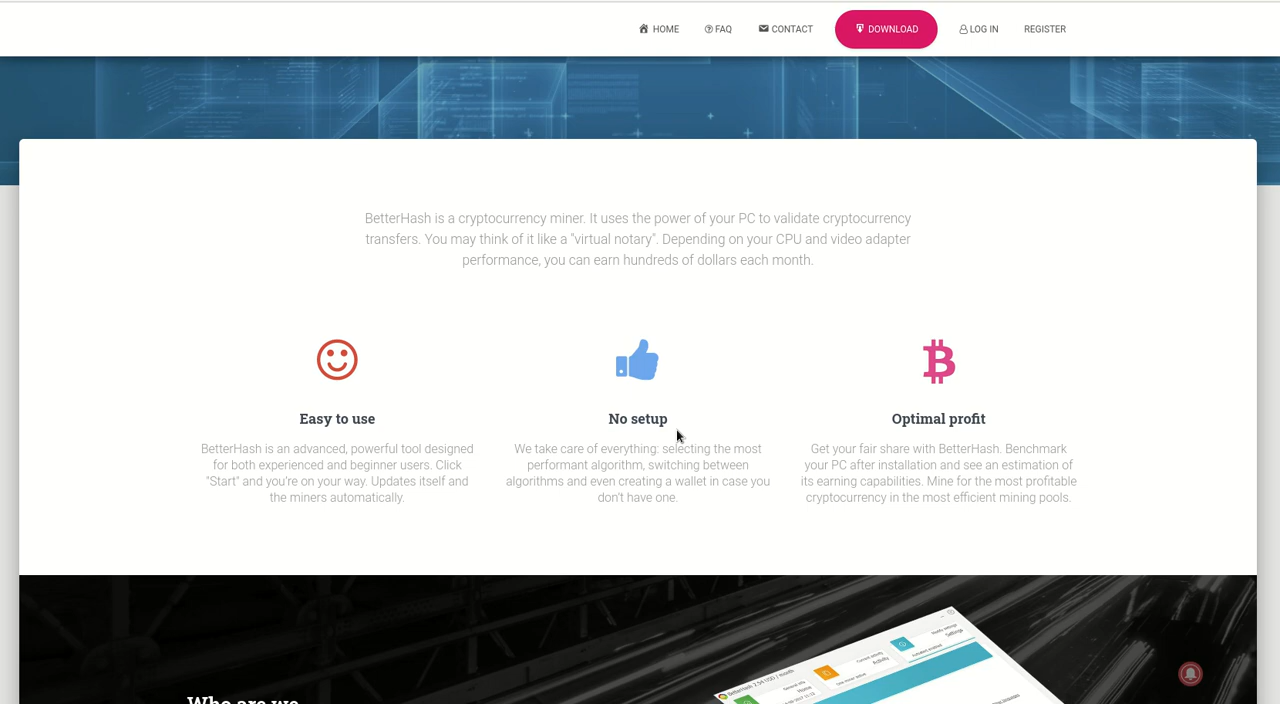 HOME
FAQ
CONTACT
DOWNLOAD
LOG IN
REGISTER
BetterHash is a cryptocurrency miner. It uses the power of your PC to validate cryptocurrency
transfers. You may think of it like a "virtual notary". Depending on your CPU and video adapter
performance, you can earn hundreds of dollars each month.
Easy to use
BetterHash is an advanced, powerful tool designed
for both experienced and beginner users. Click
"Start" and you're on your way. Updates itself and
the miners automatically.
No setup
We take care of everything: selecting the most
performant algorithm, switching between
algorithms and even creating a wallet in case you
don't have one.
Optimal profit
Get your fair share with BetterHash. Benchmark
your PC after installation and see an estimation of
its earning capabilities. Mine for the most profitable
cryptocurrency in the most efficient mining pools.
Who are we
Settings
Activity
Home